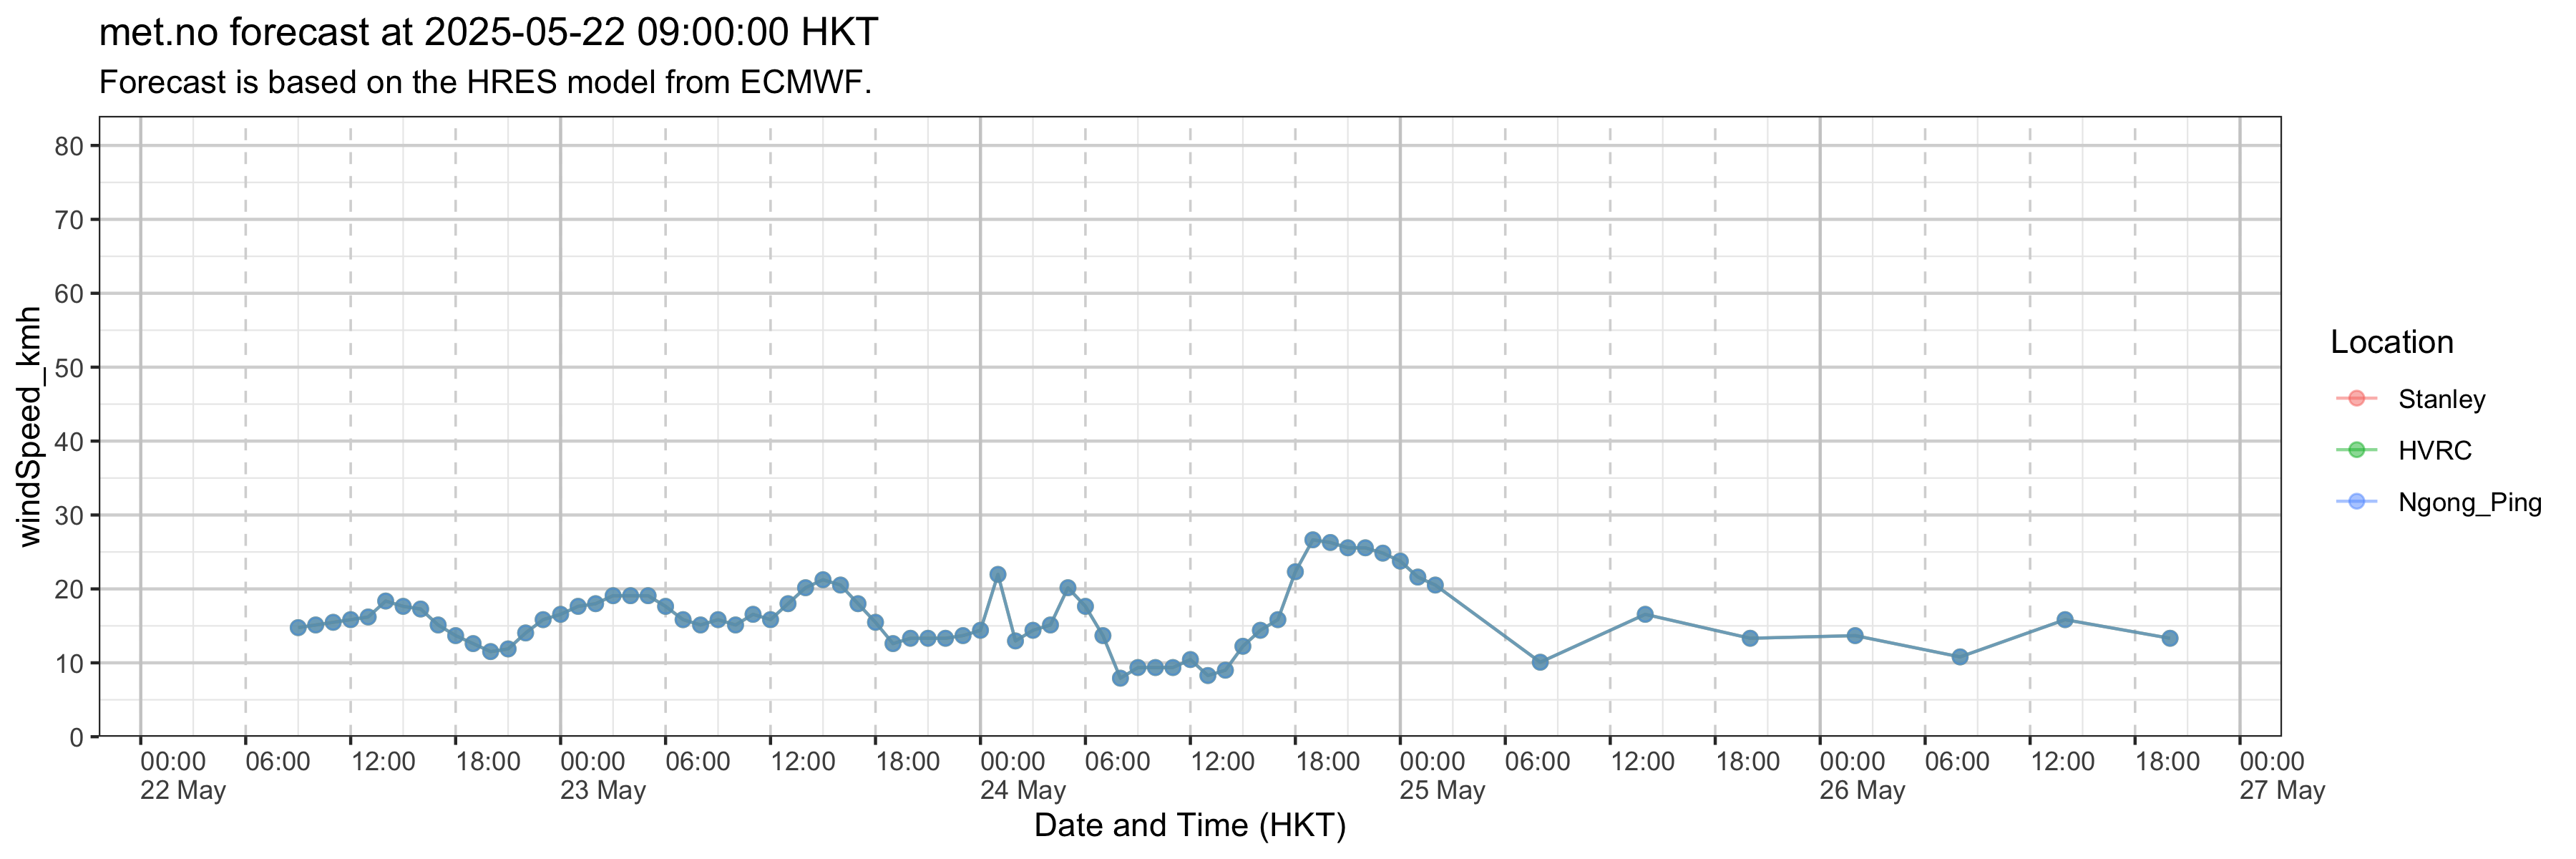 met.no forecast at 2025-05-22 09:00:00 HKT
Forecast is based on the HRES model from ECMWF.
windSpeed_kmh
80
70
60
50
40
30
20
10
0
00:00 06:00 12:00 18:00 00:00 06:00 12:00 18:00 00:00 06:00 12:00 18:00 00:00 06:00 12:00 18:00 00:00 06:00 12:00 18:00 00:00
22 May 23 May 24 May 25 May 26 May 27 May
Date and Time (HKT)
Location
Stanley
HVRC
Ngong_Ping